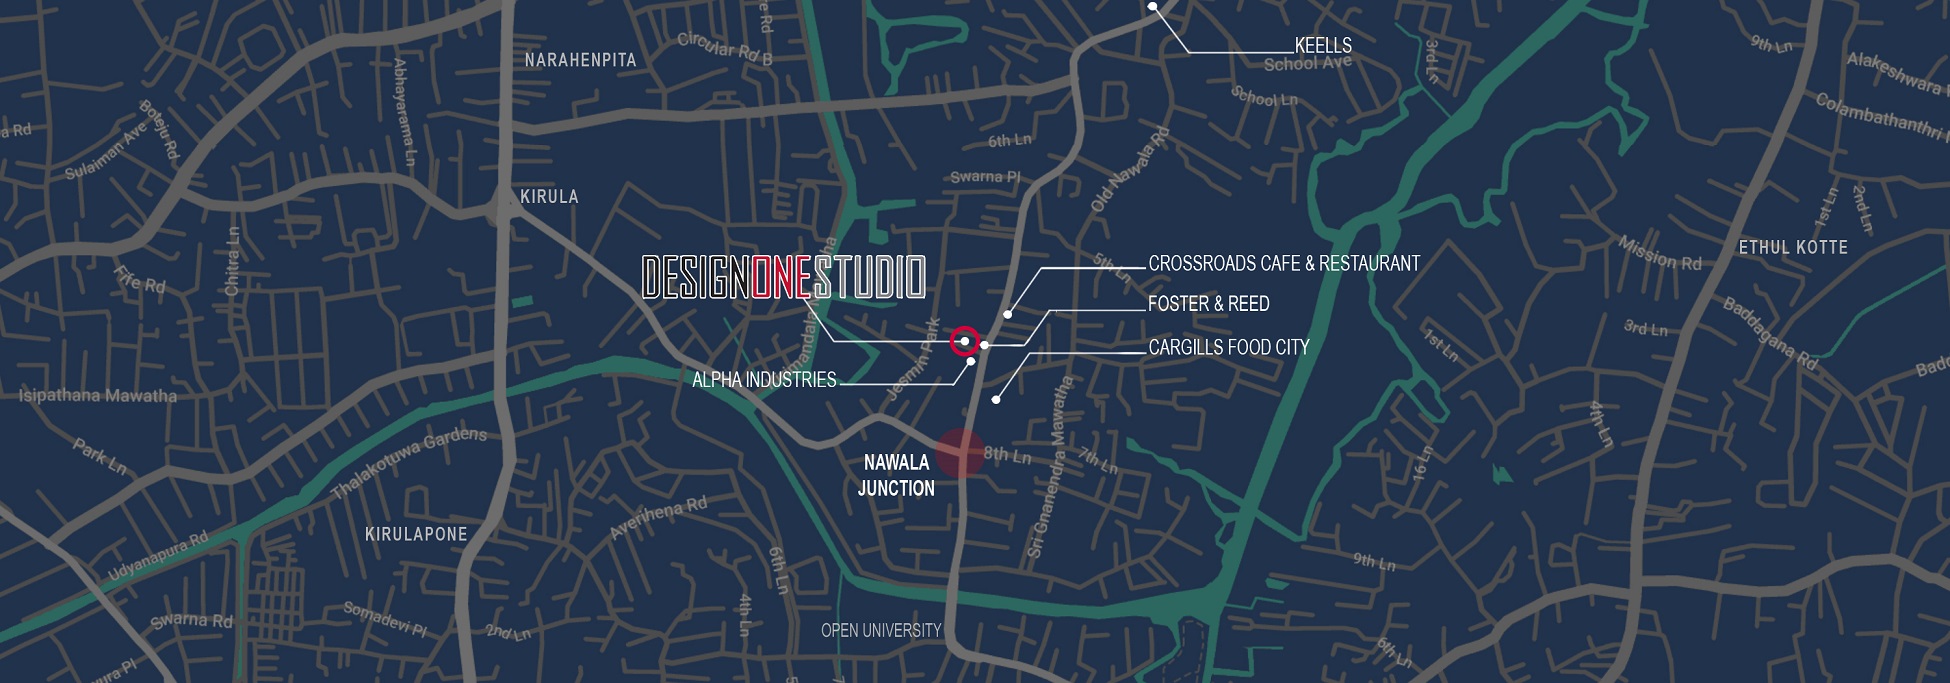 KEELLS
School Ave
3rd Ln
9th Ln
Circular Rd B
NARAHENPITA
Abhayarama Ln
School Ln
Boteju Rd
Sulaiman Ave
a Rd
6th Ln
Old Nawala Rd
Swarna Pl
KIRULA
1st Ln
2nd Ln
ETHUL KOTTE
Mission Rd
Chitra Ln
Fife Rd
5th Ln
CROSSROADS CAFE & RESTAURANT
DESIGNONESTUDIO
FOSTER & REED
Baddagana Rd
3rd Ln
1st Ln
CARGILLS FOOD CITY
Jesmin Park
ALPHA INDUSTRIES
Isipathana Mawatha
Sri Gnanendra Mawatha
4th Ln
Thalakotuwa Gardens
Park Ln
8th Ln
7th Ln
16 Ln
NAWALA
JUNCTION
Averihena Rd
KIRULAPONE
Udyanapura Rd
9th Ln
6th Ln
4th Ln
Swarna Rd
Somadevi Pl
2nd Ln
OPEN UNIVERSITY
6th Ln